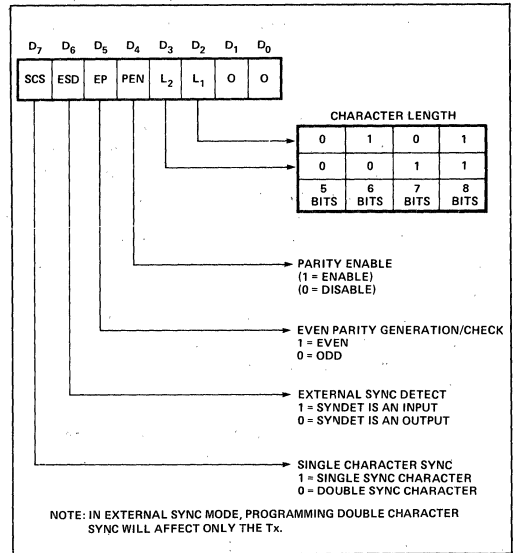 D7 D6 D5 D4 D3 D2 D1 D0
SCS ESD EP PEN L2 L1 0 0
CHARACTER LENGTH
0 1 0 1
0 0 1 1
5 6 7 8
BITS BITS BITS BITS
PARITY ENABLE
(1 = ENABLE)
(0 = DISABLE)
EVEN PARITY GENERATION/CHECK
1 = EVEN
0 = ODD
EXTERNAL SYNC DETECT
1 = SYNDET IS AN INPUT
0 = SYNDET IS AN OUTPUT
SINGLE CHARACTER SYNC
1 = SINGLE SYNC CHARACTER
0 = DOUBLE SYNC CHARACTER
NOTE: IN EXTERNAL SYNC MODE, PROGRAMMING DOUBLE CHARACTER
SYNC WILL AFFECT ONLY THE Tx.